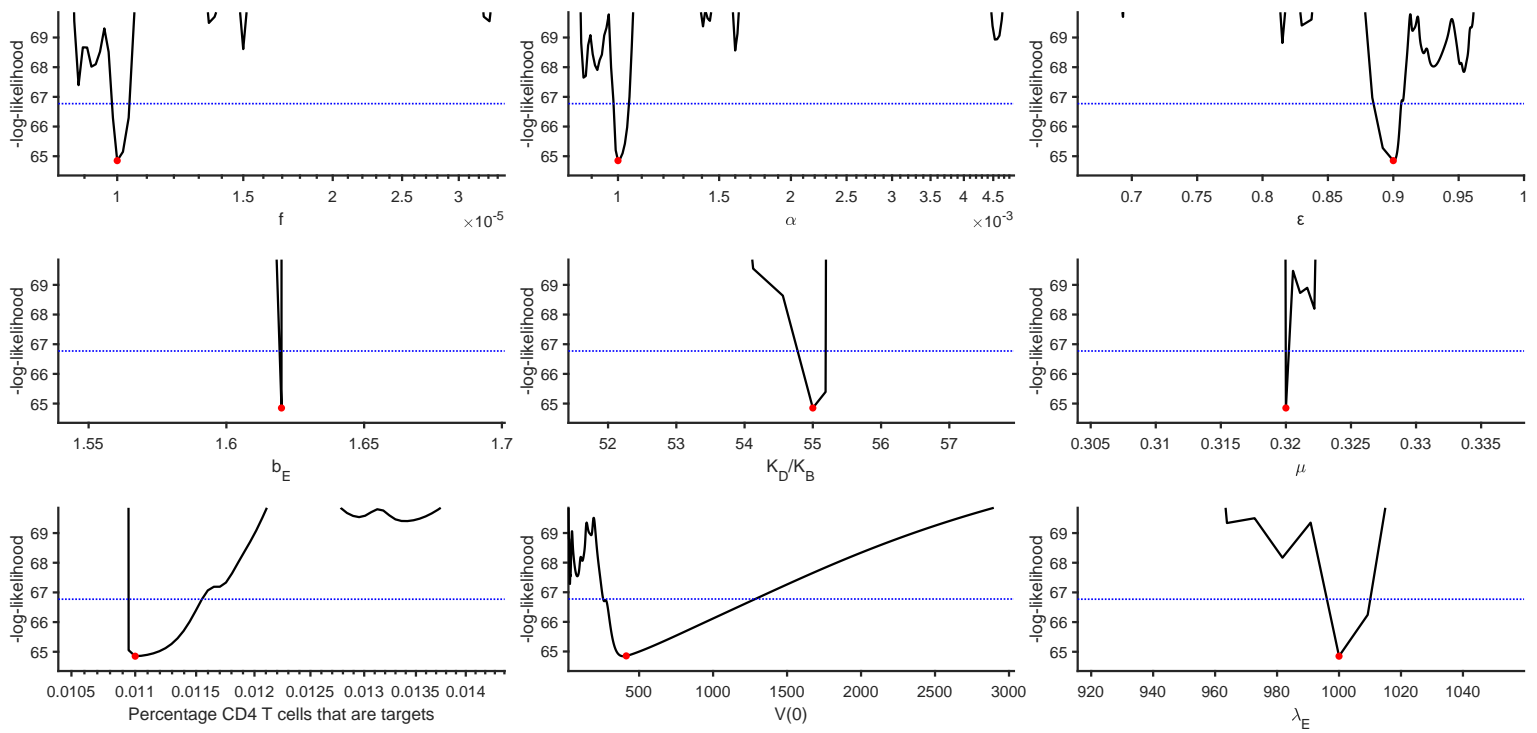 -log-likelihood
69
68
67
66
65
1 1.5 2 2.5 3
×10-5
f
-log-likelihood
69
68
67
66
65
1 1.5 2 2.5 3 3.5 4 4.5
×10-3
α
-log-likelihood
69
68
67
66
65
0.7 0.75 0.8 0.85 0.9 0.95 1
ε
-log-likelihood
69
68
67
66
65
1.55 1.6 1.65 1.7
bE
-log-likelihood
69
68
67
66
65
52 53 54 55 56 57
KD/KB
-log-likelihood
69
68
67
66
65
0.305 0.31 0.315 0.32 0.325 0.33 0.335
μ
-log-likelihood
69
68
67
66
65
0.0105 0.011 0.0115 0.012 0.0125 0.013 0.0135 0.014
Percentage CD4 T cells that are targets
-log-likelihood
69
68
67
66
65
500 1000 1500 2000 2500 3000
V(0)
-log-likelihood
69
68
67
66
65
920 940 960 980 1000 1020 1040
λE